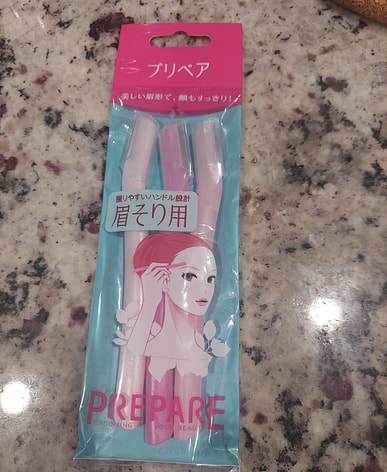 プリペア
美しい眉形で、顔もすっきり!
握りやすいハンドル設計
眉そり用
PREPARE